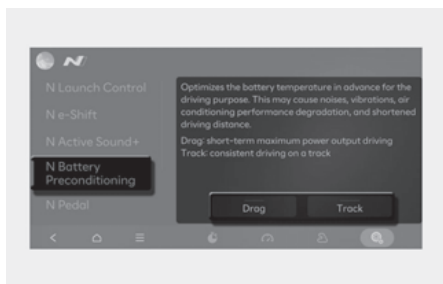 N
N Launch Control
N e-Shift
N Active Sound+
N Battery
Preconditioning
N Pedal
Optimizes the battery temperature in advance for the
driving purpose. This may cause noises, vibrations, air
conditioning performance degradation, and shortened
driving distance.
Drag: short-term maximum power output driving
Track: consistent driving on a track
Drag
Track